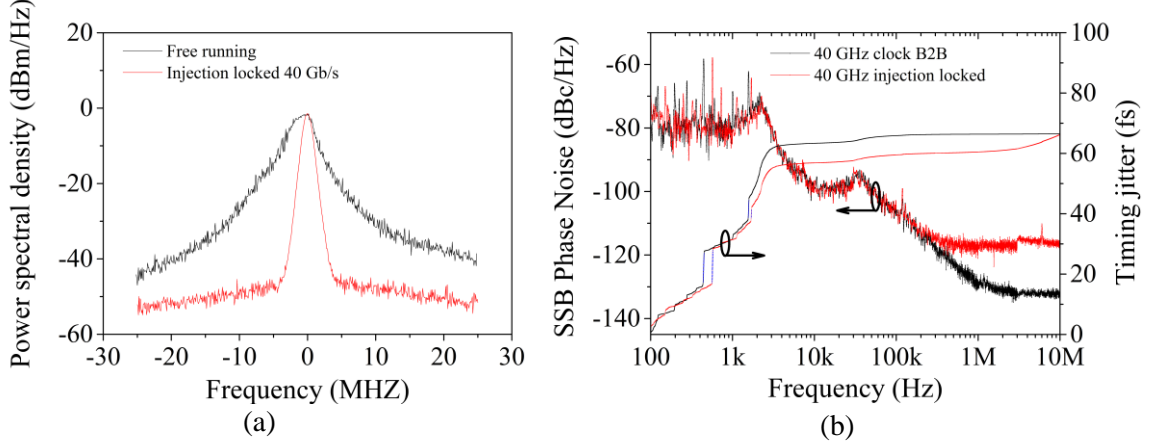 Power spectral density (dBm/Hz)
20
0
-20
-40
-60
Free running
Injection locked 40 Gb/s
-30
-20
-10
0
10
20
30
Frequency (MHZ)
(a)
SSB Phase Noise (dBc/Hz)
-60
-80
-100
-120
-140
40 GHz clock B2B
40 GHz injection locked
100
80
60
40
20
0
Timing jitter (fs)
100
1k
10k
100k
1M
10M
Frequency (Hz)
(b)